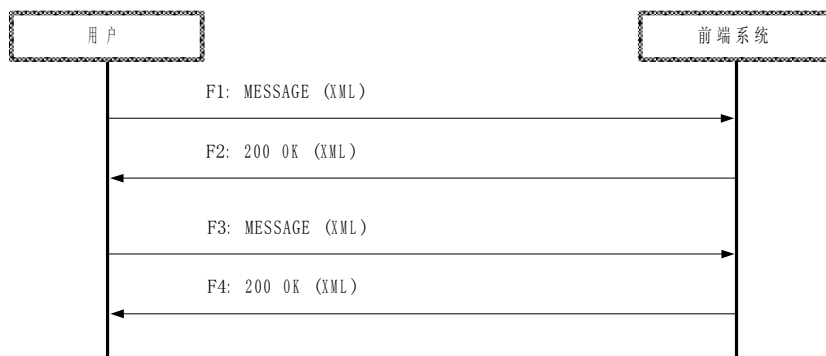 用户
前端系统
F1: MESSAGE (XML)
F2: 200 OK (XML)
F3: MESSAGE (XML)
F4: 200 OK (XML)